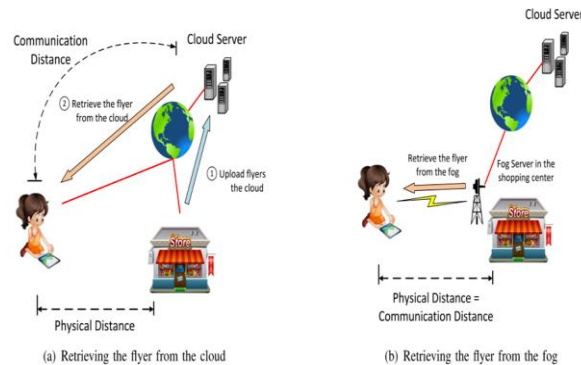 Communication
Distance
Cloud Server
② Retrieve the flyer
from the cloud
① Upload flyers
the cloud
Store
Physical Distance
(a) Retrieving the flyer from the cloud
Cloud Server
Retrieve the flyer
from the fog
Fog Server in the
shopping center
Store
Physical Distance =
Communication Distance
(b) Retrieving the flyer from the fog